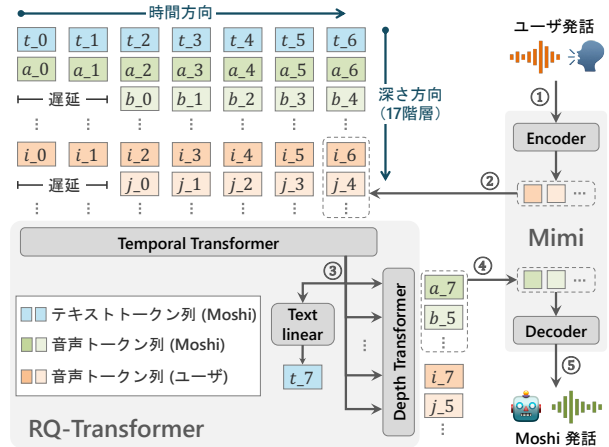 時間方向
t_0 t_1 t_2 t_3 t_4 t_5 t_6
a_0 a_1 a_2 a_3 a_4 a_5 a_6
遅延 b_0 b_1 b_2 b_3 b_4
⋮ ⋮ ⋮ ⋮ ⋮ ⋮
i_0 i_1 i_2 i_3 i_4 i_5 i_6
遅延 j_0 j_1 j_2 j_3 j_4
⋮ ⋮ ⋮ ⋮ ⋮ ⋮
深さ方向
(17階層)
ユーザ発話
①
Encoder
②
…
Mimi
Temporal Transformer
③
Text
linear
t_7
⋮
⋮
Depth Transformer
a_7
b_5
⋮
i_7
j_5
⋮
④
…
Decoder
⑤
Moshi 発話
テキストトークン列 (Moshi)
音声トークン列 (Moshi)
音声トークン列 (ユーザ)
RQ-Transformer